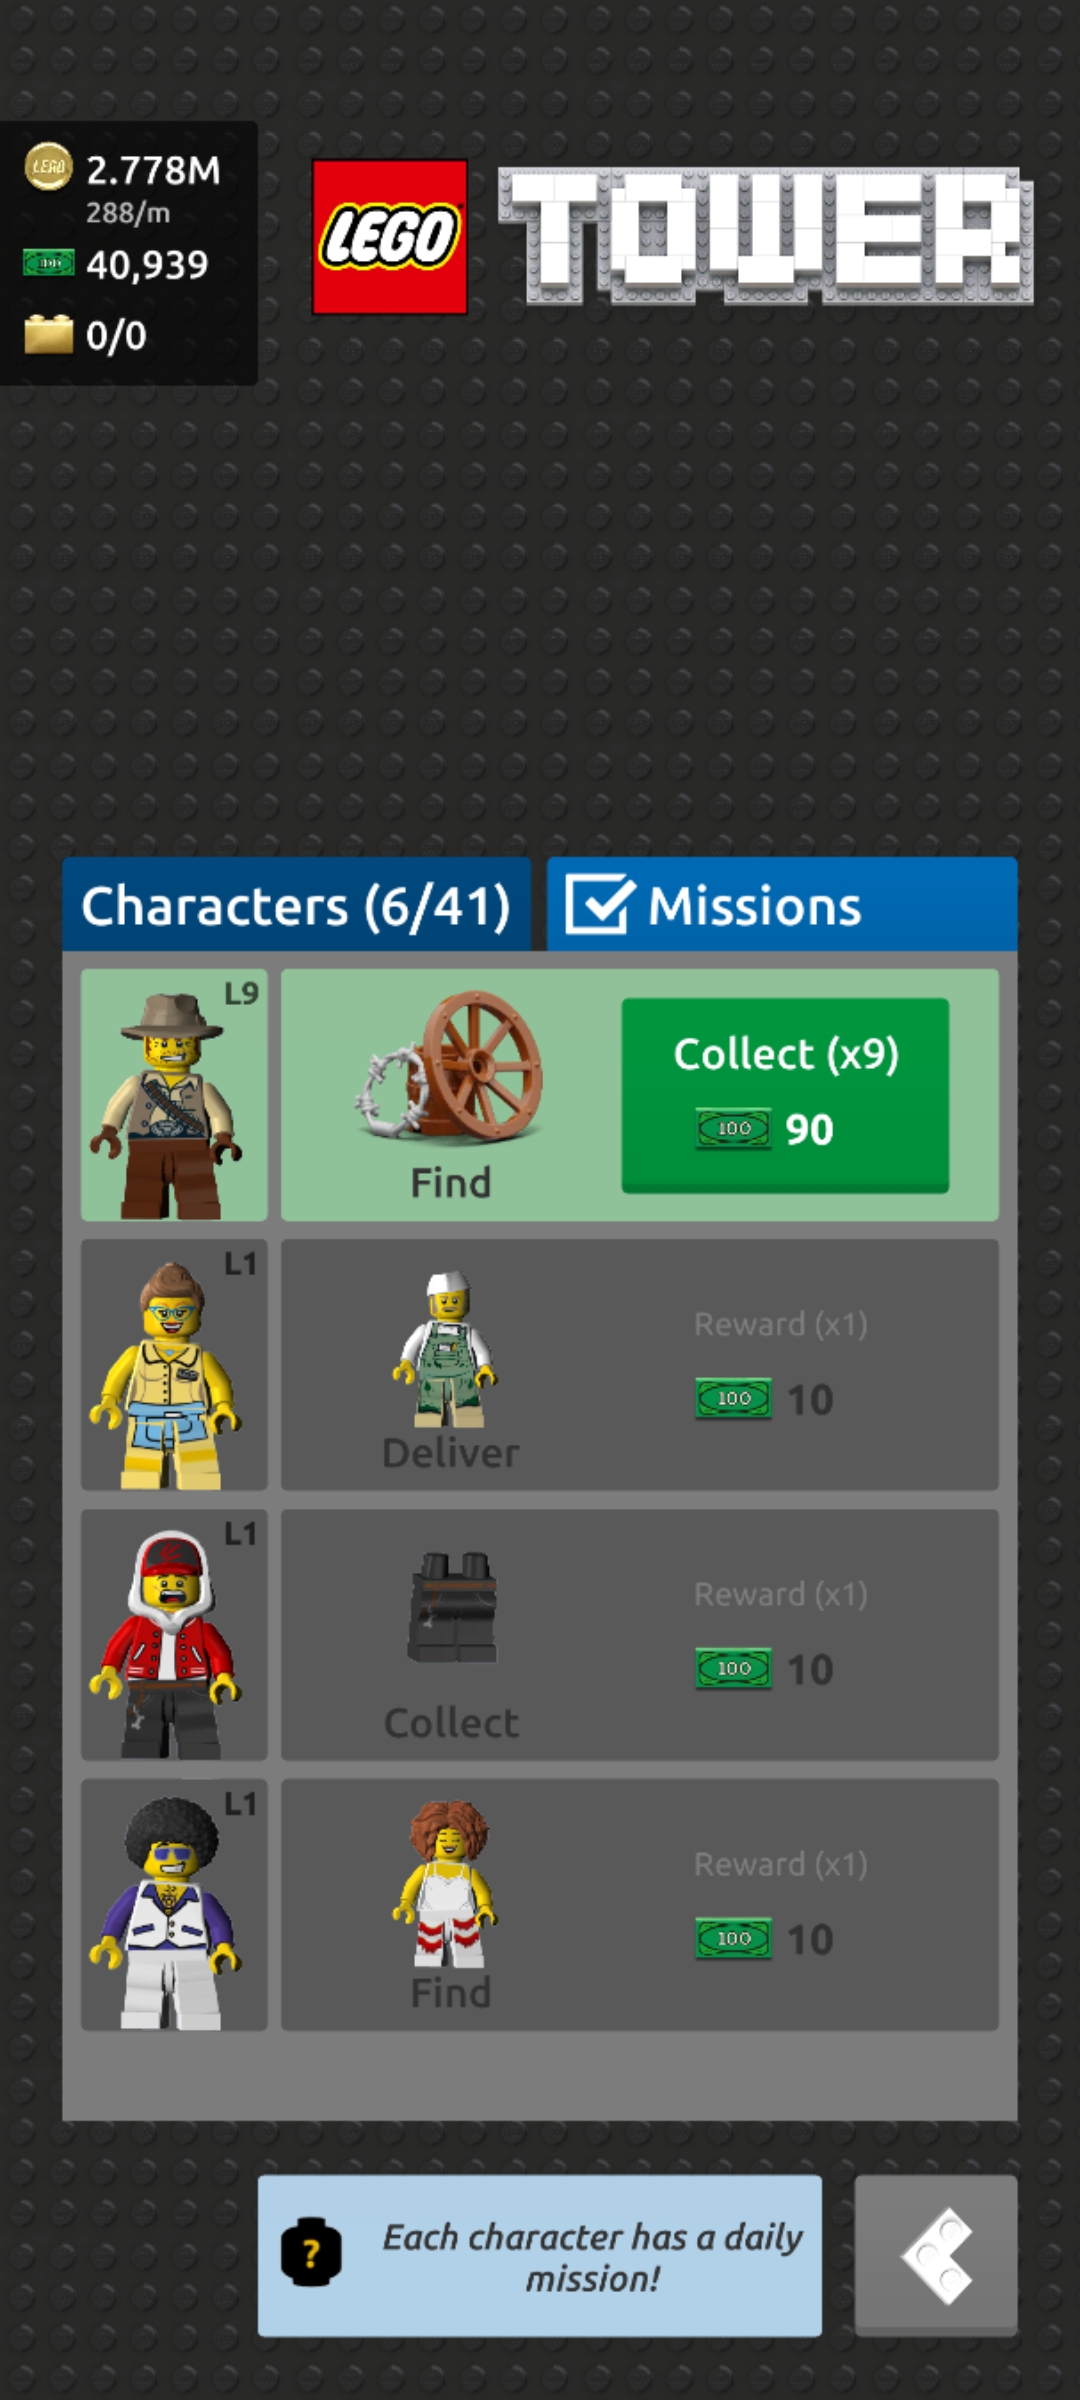 LEGO
2.778M
288/m
100
40,939
0/0
LEGO TOWER
Characters (6/41)
Missions
L9
Find
Collect (x9)
100
90
L1
Deliver
Reward (x1)
100
10
L1
Collect
Reward (x1)
100
10
L1
Find
Reward (x1)
100
10
?
Each character has a daily
mission!